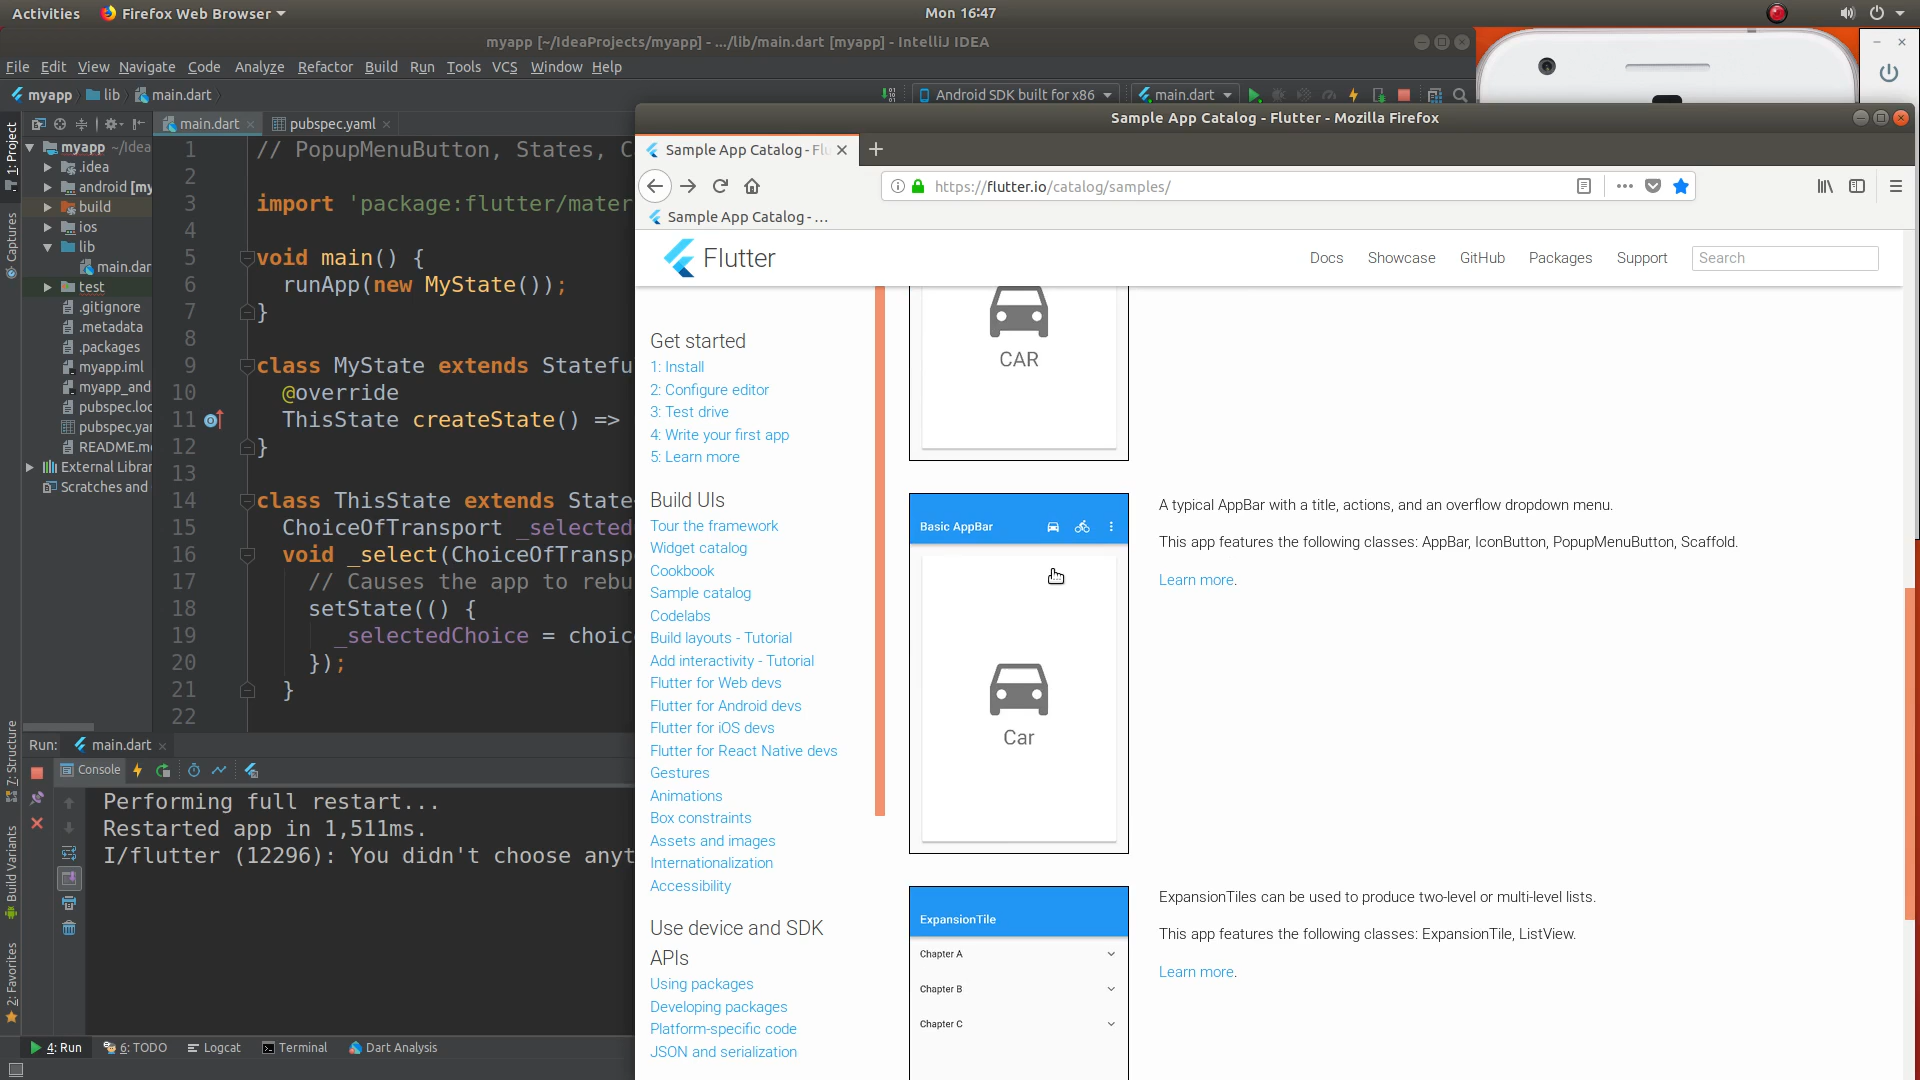 Activities
Firefox Web Browser
Mon 16:47
myapp [~/IdeaProjects/myapp] - .../lib/main.dart [myapp] - IntelliJ IDEA
File Edit View Navigate Code Analyze Refactor Build Run Tools VCS Window Help
myapp lib main.dart
Android SDK built for x86
main.dart
1: Project
Captures
7: Structure
Build Variants
2: Favorites
myapp ~/Idea
.idea
android [my
build
ios
lib
main.dar
test
.gitignore
.metadata
.packages
myapp.iml
myapp_and
pubspec.loc
pubspec.yar
README.m
External Librar
Scratches and
main.dart
pubspec.yaml
1 // PopupMenuButton, States, C
2
3 import 'package:flutter/mater
4
5 void main() {
6 runApp(new MyState());
7 }
8
9 class MyState extends Statefu
10 @override
11 ThisState createState() =>
12 }
13
14 class ThisState extends State
15 ChoiceOfTransport _selected
16 void _select(ChoiceOfTransp
17 // Causes the app to rebu
18 setState(() {
19 _selectedChoice = choic
20 });
21 }
22
Run: main.dart
Console
Performing full restart...
Restarted app in 1,511ms.
I/flutter (12296): You didn't choose anyt
4: Run
6: TODO
Logcat
Terminal
Dart Analysis
Sample App Catalog - Flutter - Mozilla Firefox
Sample App Catalog - Flu
https://flutter.io/catalog/samples/
Sample App Catalog - ...
Flutter
Docs
Showcase
GitHub
Packages
Support
Search
Get started
1: Install
2: Configure editor
3: Test drive
4: Write your first app
5: Learn more
Build UIs
Tour the framework
Widget catalog
Cookbook
Sample catalog
Codelabs
Build layouts - Tutorial
Add interactivity - Tutorial
Flutter for Web devs
Flutter for Android devs
Flutter for iOS devs
Flutter for React Native devs
Gestures
Animations
Box constraints
Assets and images
Internationalization
Accessibility
Use device and SDK
APIs
Using packages
Developing packages
Platform-specific code
JSON and serialization
CAR
Basic AppBar
Car
A typical AppBar with a title, actions, and an overflow dropdown menu.
This app features the following classes: AppBar, IconButton, PopupMenuButton, Scaffold.
Learn more.
ExpansionTile
Chapter A
Chapter B
Chapter C
ExpansionTiles can be used to produce two-level or multi-level lists.
This app features the following classes: ExpansionTile, ListView.
Learn more.